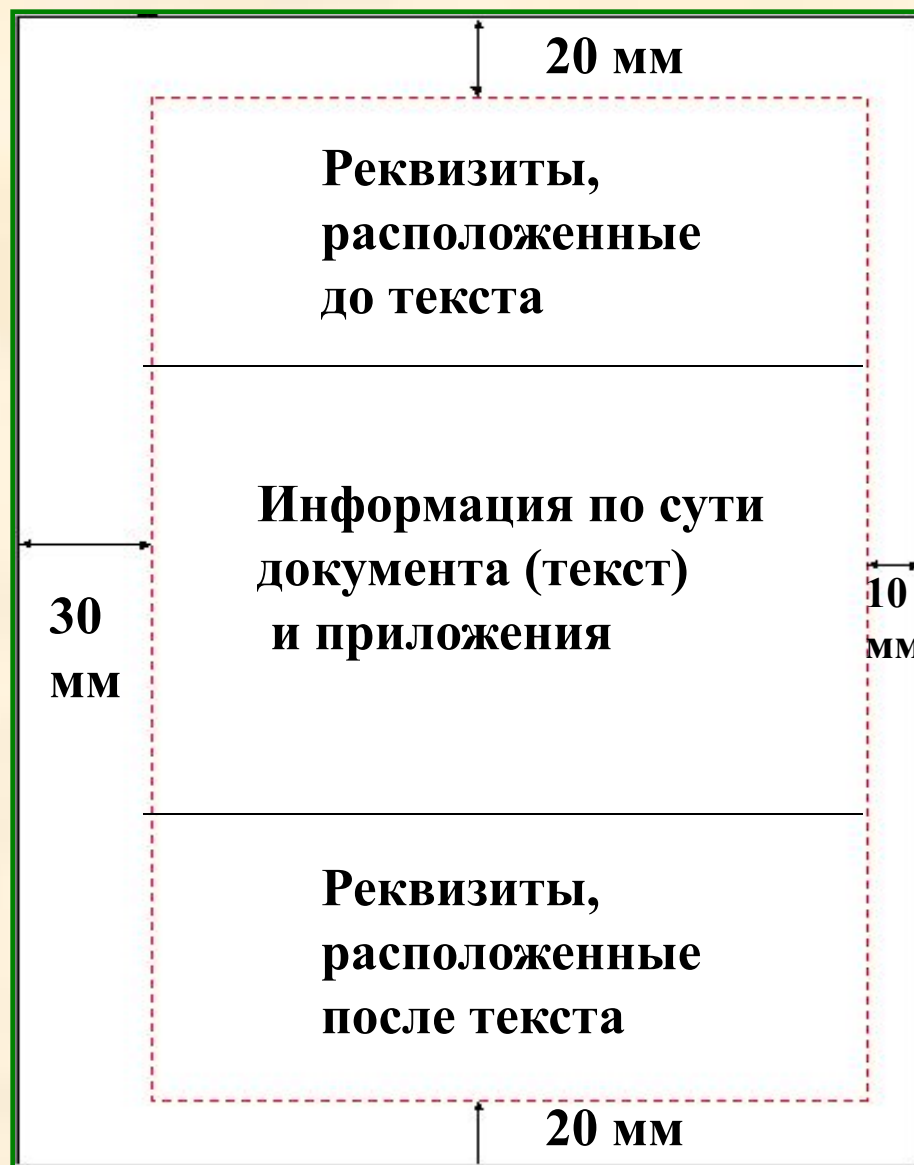 20 мм
Реквизиты,
расположенные
до текста
Информация по сути
документа (текст)
и приложения
30
мм
10
мм
Реквизиты,
расположенные
после текста
20 мм